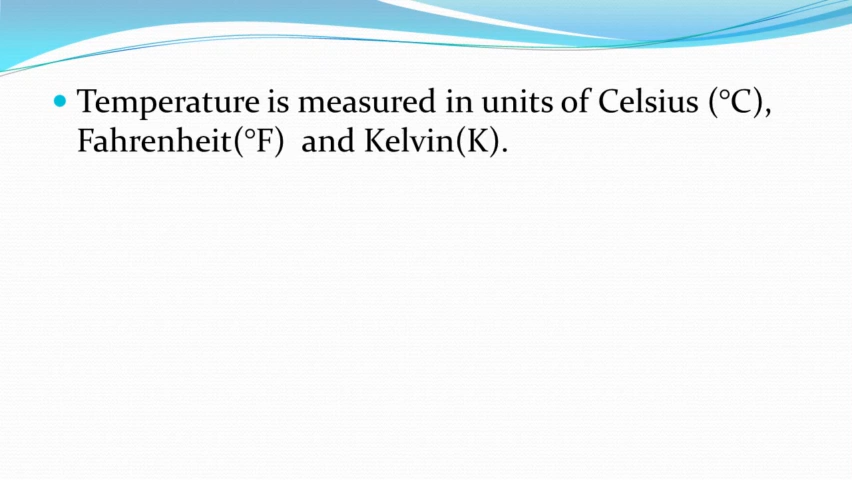 • Temperature is measured in units of Celsius (°C),
Fahrenheit(°F)  and Kelvin(K).